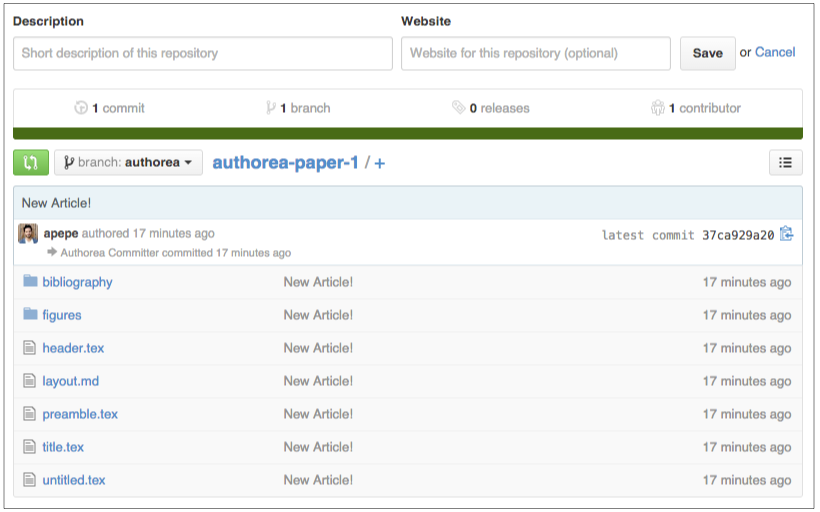 Description Website
Short description of this repository Website for this repository (optional) Save or Cancel
1 commit 1 branch 0 releases 1 contributor
branch: authorea authorea-paper-1 / +
New Article!
apepe authored 17 minutes ago latest commit 37ca929a20
Authorea Committer committed 17 minutes ago
bibliography New Article! 17 minutes ago
figures New Article! 17 minutes ago
header.tex New Article! 17 minutes ago
layout.md New Article! 17 minutes ago
preamble.tex New Article! 17 minutes ago
title.tex New Article! 17 minutes ago
untitled.tex New Article! 17 minutes ago